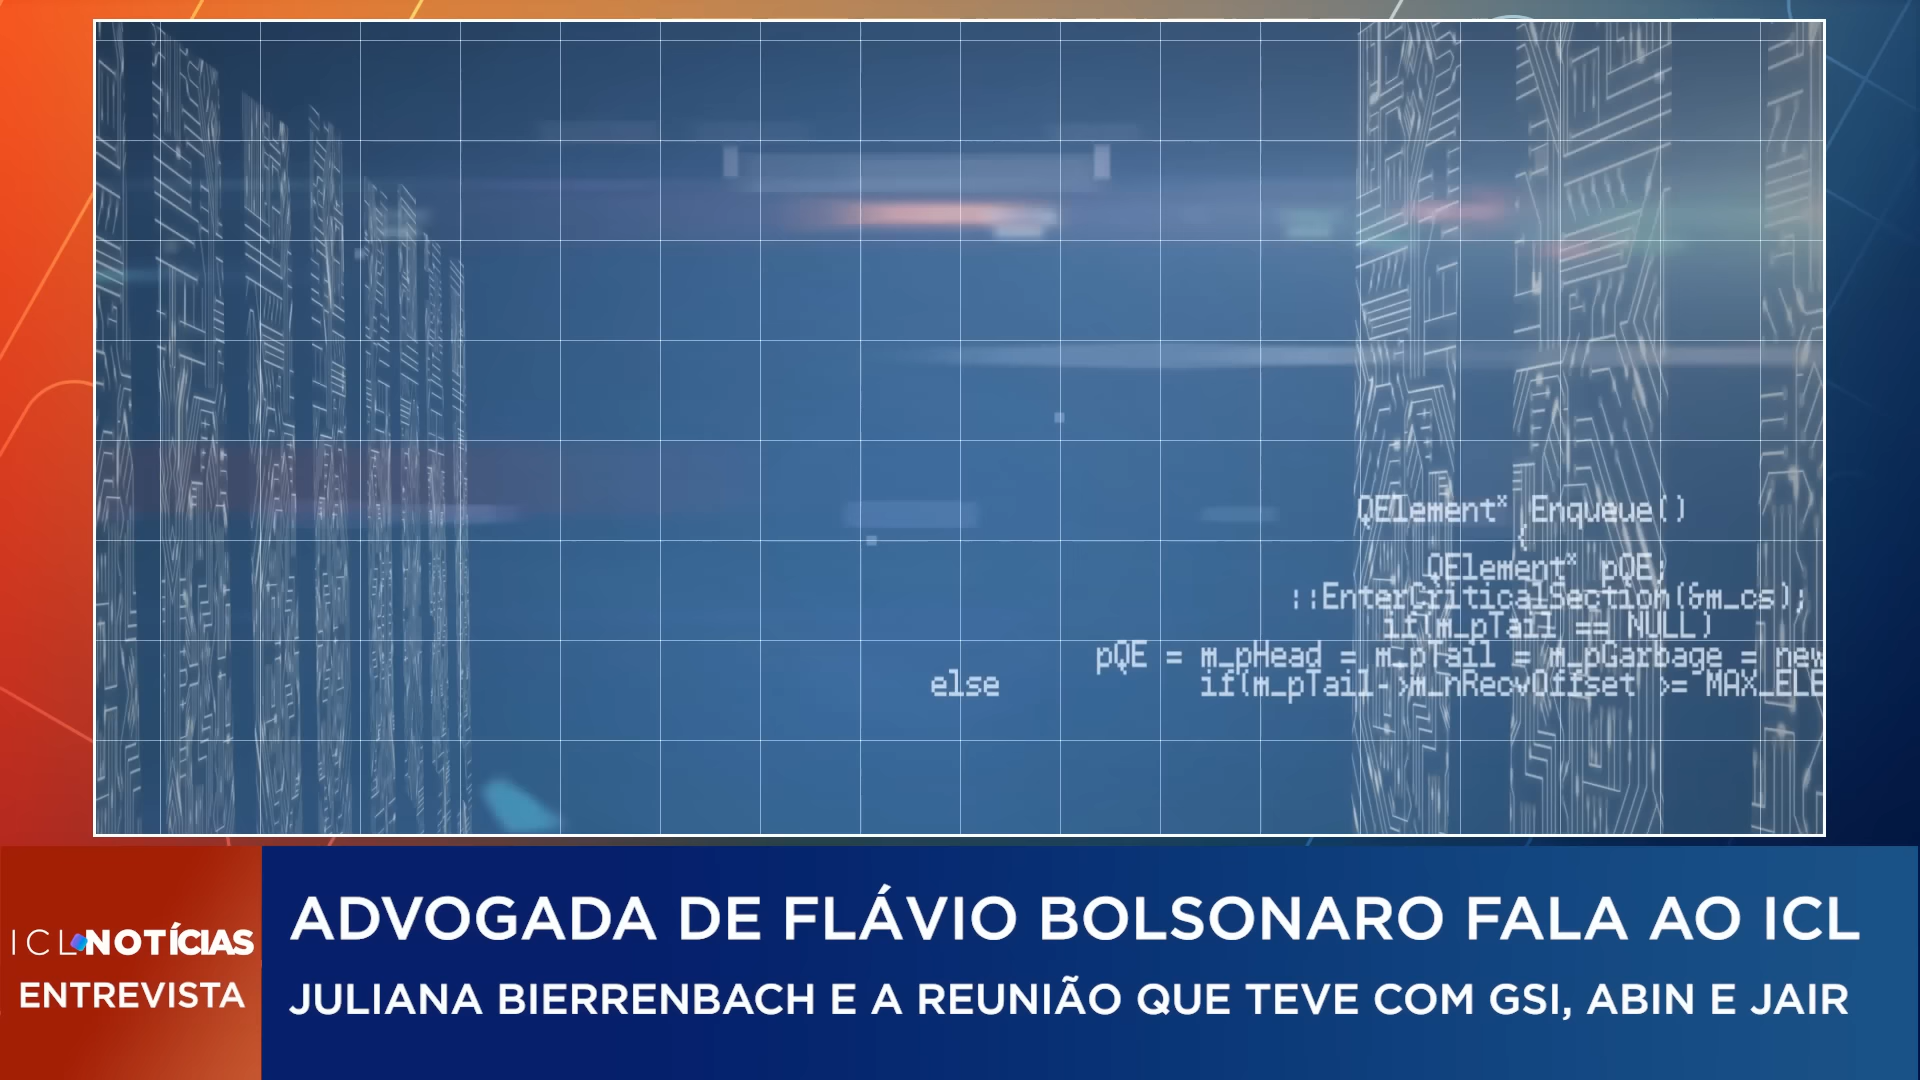 QElement* Enqueue()
{
QElement* pQE;
::EnterCriticalSection(&m_cs);
if(m_pTail == NULL)
pQE = m_pHead = m_pTail = m_pGarbage = new
else if(m_pTail->m_nRecvOffset >= MAX_ELE
ADVOGADA DE FLÁVIO BOLSONARO FALA AO ICL
JULIANA BIERRENBACH E A REUNIÃO QUE TEVE COM GSI, ABIN E JAIR
ICL NOTÍCIAS
ENTREVISTA